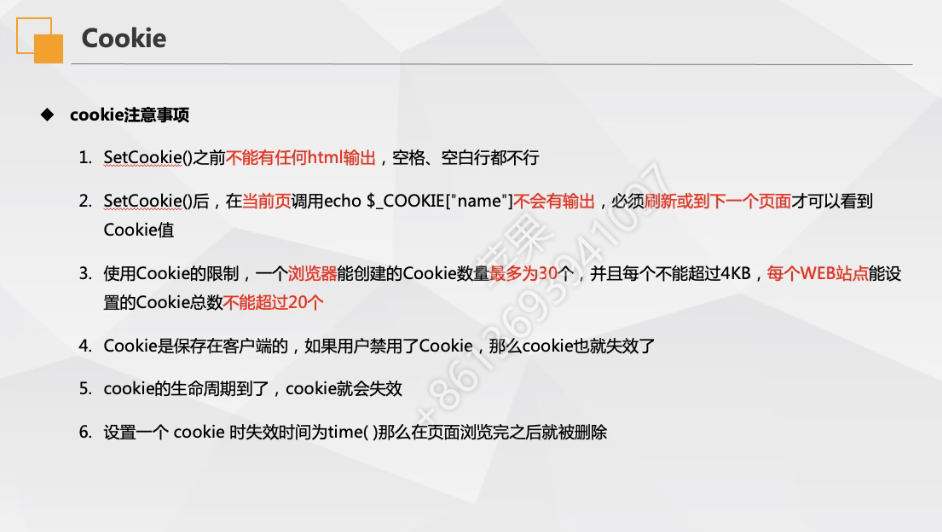 Cookie
◆ cookie注意事项
1. SetCookie()之前不能有任何html输出，空格、空白行都不行
2. SetCookie()后，在当前页调用echo $_COOKIE["name"]不会有输出，必须刷新或到下一个页面才可以看到
Cookie值
3. 使用Cookie的限制，一个浏览器能创建的Cookie数量最多为30个，并且每个不能超过4KB，每个WEB站点能设
置的Cookie总数不能超过20个
4. Cookie是保存在客户端的，如果用户禁用了Cookie，那么cookie也就失效了
5. cookie的生命周期到了，cookie就会失效
6. 设置一个 cookie 时失效时间为time( )那么在页面浏览完之后就被删除
苹果
+8613693941097